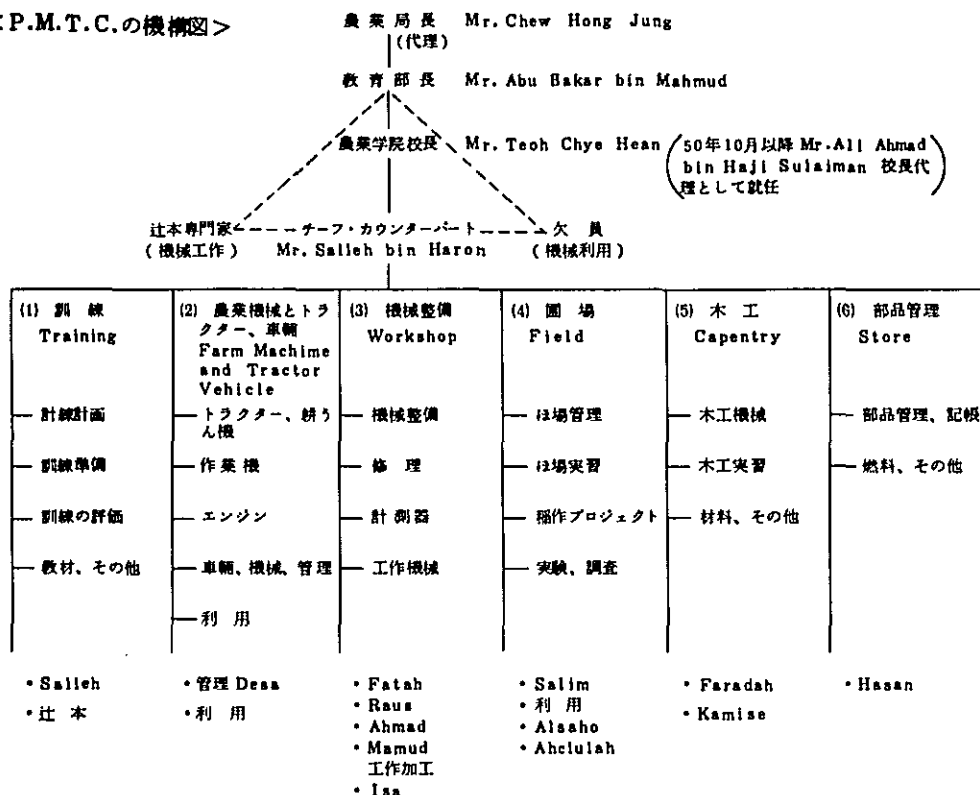 <P.M.T.C.の機構図>
農業局長 Mr. Chew Hong Jung
(代理)
教育部長 Mr. Abu Bakar bin Mahmud
農業学院校長 Mr. Teoh Chye Hean (50年10月以降 Mr.Ali Ahmad
bin Haji Sulaiman 校長代
理として就任)
辻本専門家 チーフ・カウンターパート 欠員
(機械工作) Mr. Salleh bin Haron (機械利用)
(1) 訓練
Training
計練計画
訓練準備
訓練の評価
教材、その他
・Salleh
・辻本
(2) 農業機械とトラ
クター、車輛
Farm Machime
and Tractor
Vehicle
トラクター、耕う
ん機
作業機
エンジン
車輛、機械、管理
利用
・管理 Desa
・利用
(3) 機械整備
Workshop
機械整備
修理
計測器
工作機械
・Fatah
・Raus
・Ahmad
・Mamud
工作加工
・Isa
(4) 圃場
Field
ほ場管理
ほ場実習
稲作プロジェクト
実験、調査
・Salim
・利用
・Alsaho
・Ahclulah
(5) 木工
Capentry
木工機械
木工実習
材料、その他
・Faradah
・Kamise
(6) 部品管理
Store
部品管理、記帳
燃料、その他
・Hasan